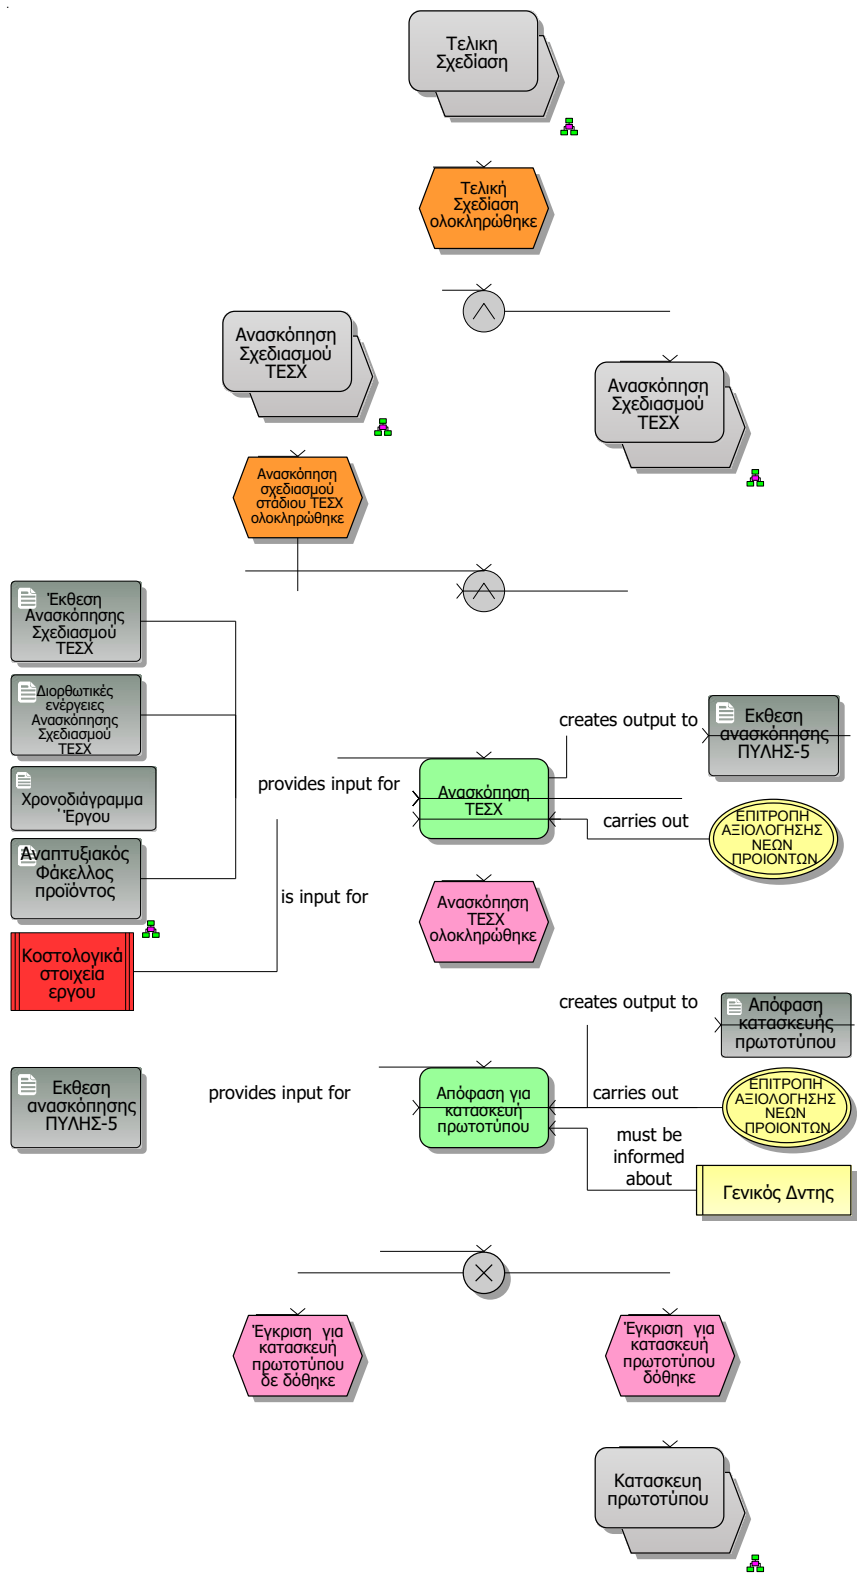 Τελικη
Σχεδίαση
Τελική
Σχεδίαση
ολοκληρώθηκε
Ανασκόπηση
Σχεδιασμού
ΤΕΣΧ
Ανασκόπηση
Σχεδιασμού
ΤΕΣΧ
Ανασκόπηση
σχεδιασμού
στάδιου ΤΕΣΧ
ολοκληρώθηκε
Έκθεση
Ανασκόπησης
Σχεδιασμού
ΤΕΣΧ
Διορθωτικές
ενέργειες
Ανασκόπησης
Σχεδιασμού
ΤΕΣΧ
Χρονοδιάγραμμα
Έργου
Αναπτυξιακός
Φάκελλος
προϊόντος
Κοστολογικά
στοιχεία
εργου
provides input for
is input for
Ανασκόπηση
ΤΕΣΧ
creates output to
Εκθεση
ανασκόπησης
ΠΥΛΗΣ-5
carries out
ΕΠΙΤΡΟΠΗ
ΑΞΙΟΛΟΓΗΣΗΣ
ΝΕΩΝ
ΠΡΟΙΟΝΤΩΝ
Ανασκόπηση
ΤΕΣΧ
ολοκληρώθηκε
creates output to
Απόφαση
κατασκευής
πρωτοτύπου
Εκθεση
ανασκόπησης
ΠΥΛΗΣ-5
provides input for
Απόφαση για
κατασκευή
πρωτοτύπου
carries out
ΕΠΙΤΡΟΠΗ
ΑΞΙΟΛΟΓΗΣΗΣ
ΝΕΩΝ
ΠΡΟΙΟΝΤΩΝ
must be
informed
about
Γενικός Δντης
Έγκριση για
κατασκευή
πρωτοτύπου
δε δόθηκε
Έγκριση για
κατασκευή
πρωτοτύπου
δόθηκε
Κατασκευη
πρωτοτύπου